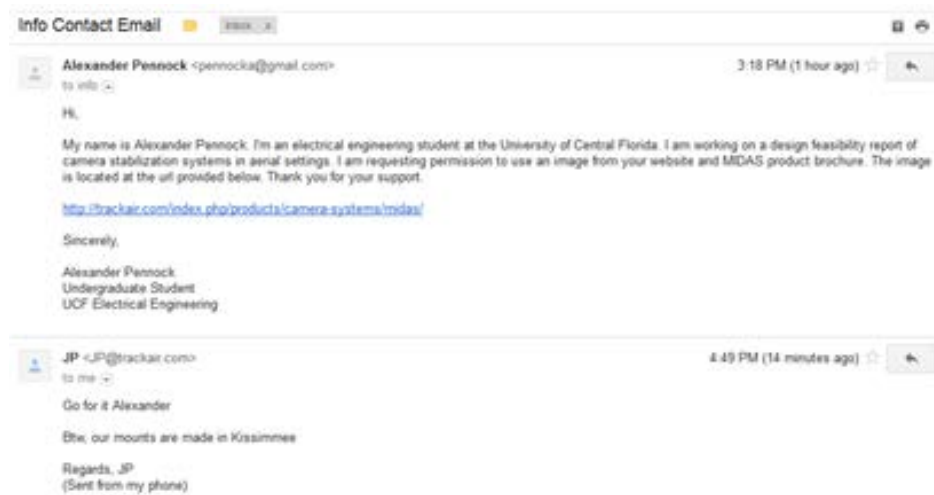 Info Contact Email Inbox x
Alexander Pennock <pennocka@gmail.com> 3:18 PM (1 hour ago)
to info
Hi,
My name is Alexander Pennock. I'm an electrical engineering student at the University of Central Florida. I am working on a design feasibility report of
camera stabilization systems in aerial settings. I am requesting permission to use an image from your website and MIDAS product brochure. The image
is located at the url provided below. Thank you for your support.
http://trackair.com/index.php/products/camera-systems/midas/
Sincerely,
Alexander Pennock
Undergraduate Student
UCF Electrical Engineering
JP <JP@trackair.com> 4:49 PM (14 minutes ago)
to me
Go for it Alexander
Btw, our mounts are made in Kissimmee
Regards, JP
(Sent from my phone)